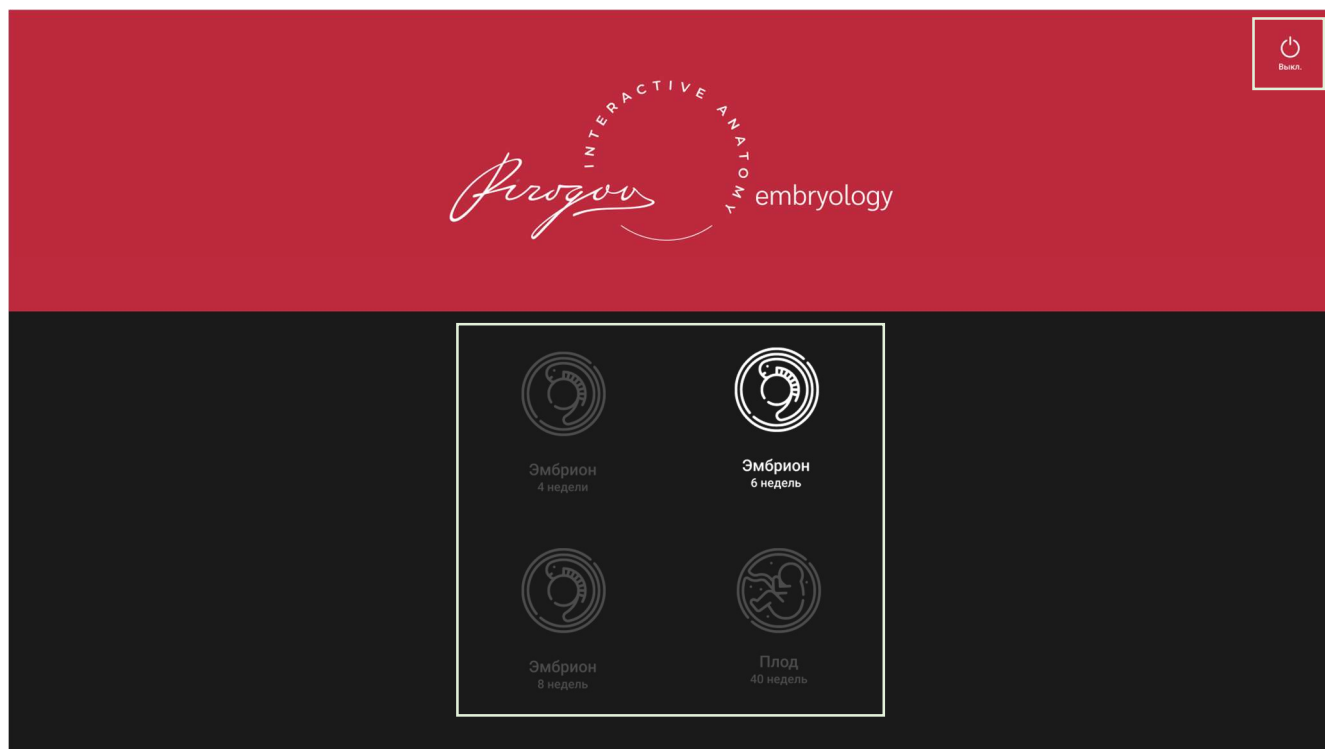 Выкл.
INTERACTIVE ANATOMY
Pirogov
embryology
Эмбрион
4 недели
Эмбрион
6 недель
Эмбрион
8 недель
Плод
40 недель